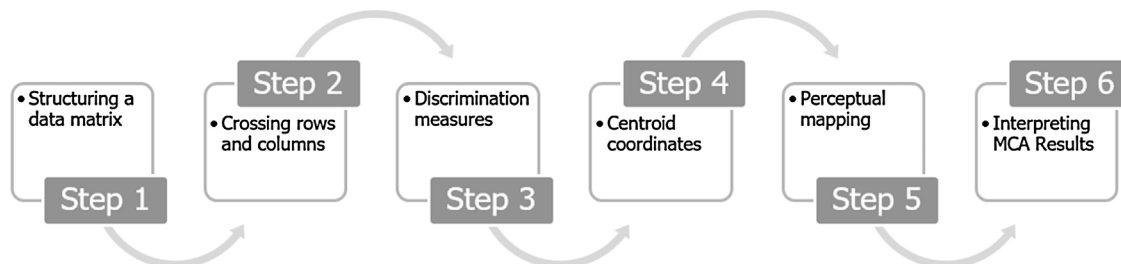 • Structuring a
data matrix
Step 1
Step 2
• Crossing rows
and columns
• Discrimination
measures
Step 3
Step 4
• Centroid
coordinates
• Perceptual
mapping
Step 5
Step 6
• Interpreting
MCA Results